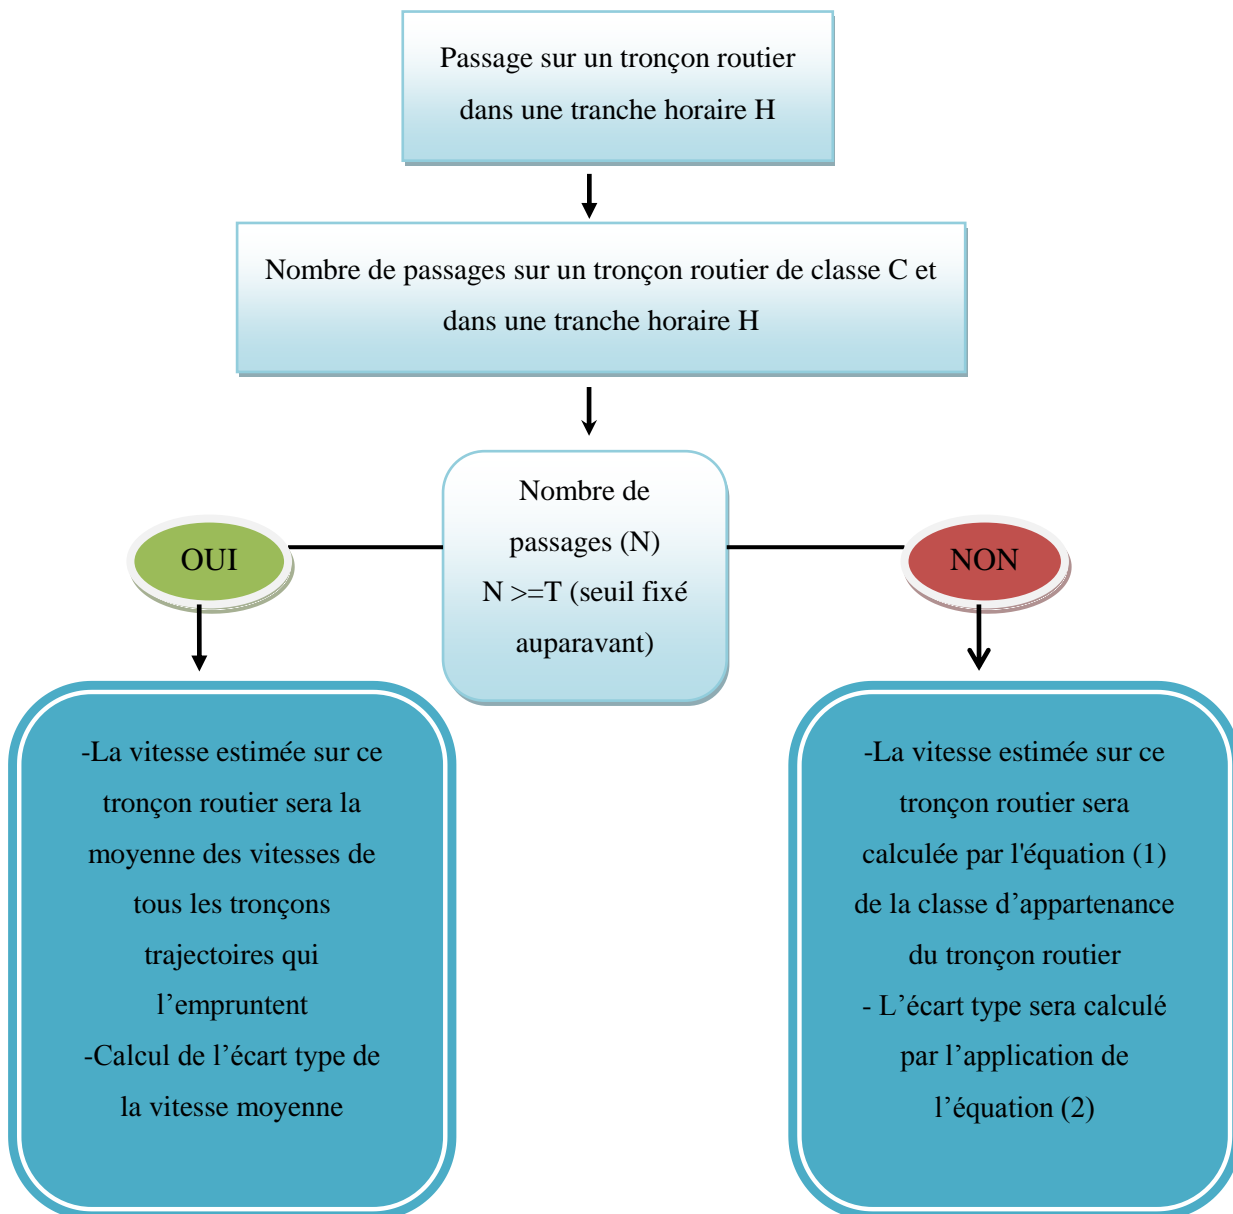 Passage sur un tronçon routier
dans une tranche horaire H
Nombre de passages sur un tronçon routier de classe C et
dans une tranche horaire H
Nombre de
passages (N)
N >=T (seuil fixé
auparavant)
OUI
NON
-La vitesse estimée sur ce
tronçon routier sera la
moyenne des vitesses de
tous les tronçons
trajectoires qui
l’empruntent
-Calcul de l’écart type de
la vitesse moyenne
-La vitesse estimée sur ce
tronçon routier sera
calculée par l'équation (1)
de la classe d’appartenance
du tronçon routier
- L’écart type sera calculé
par l’application de
l’équation (2)